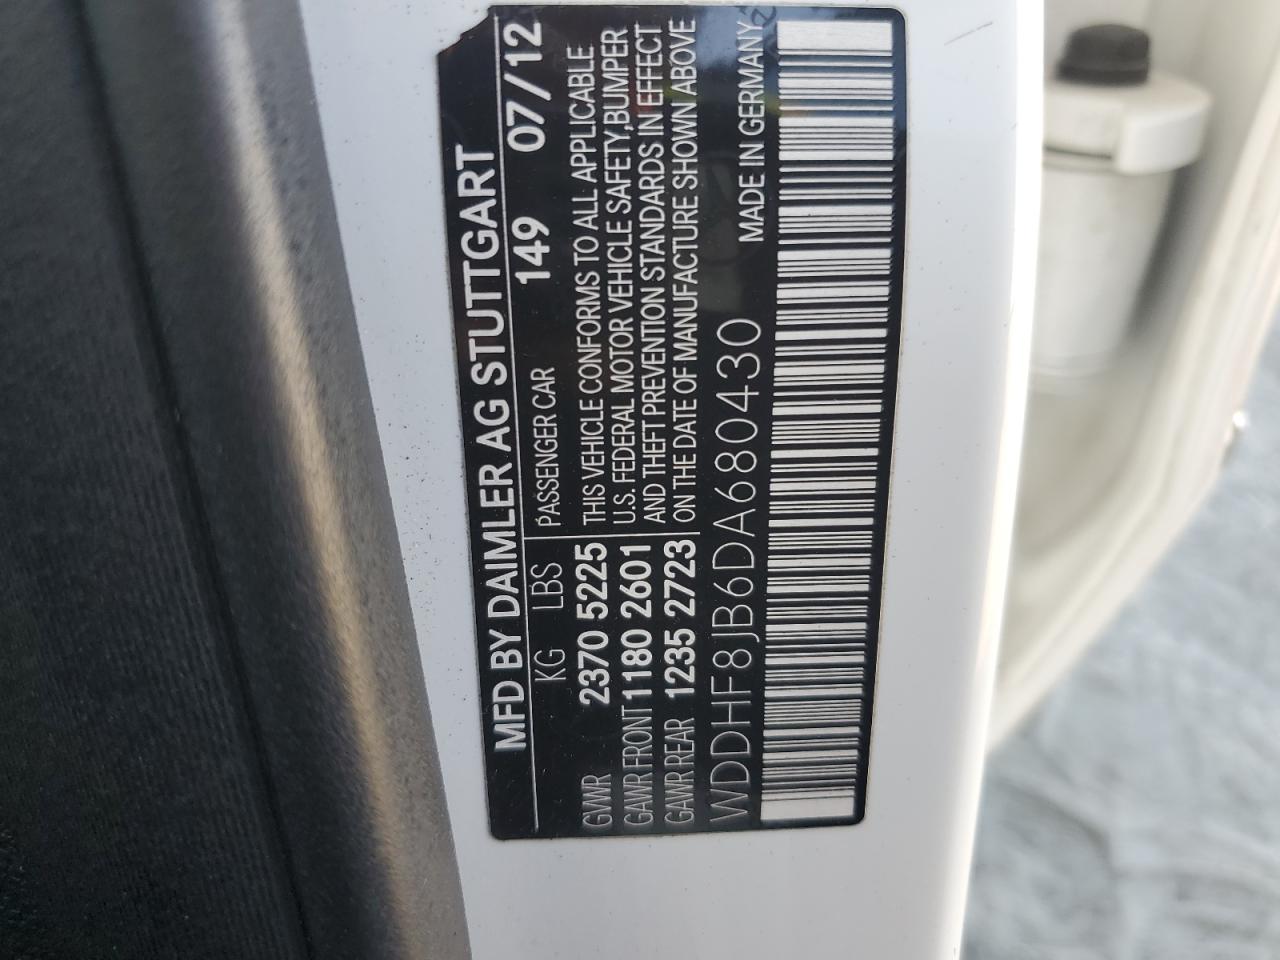 MFD BY DAIMLER AG STUTTGART
KG LBS PASSENGER CAR 149 07/12
GVWR 2370 5225 THIS VEHICLE CONFORMS TO ALL APPLICABLE
GAWR FRONT 1180 2601 U.S. FEDERAL MOTOR VEHICLE SAFETY,BUMPER
GAWR REAR 1235 2723 AND THEFT PREVENTION STANDARDS IN EFFECT
ON THE DATE OF MANUFACTURE SHOWN ABOVE
WDDHF8JB6DA680430 MADE IN GERMANY